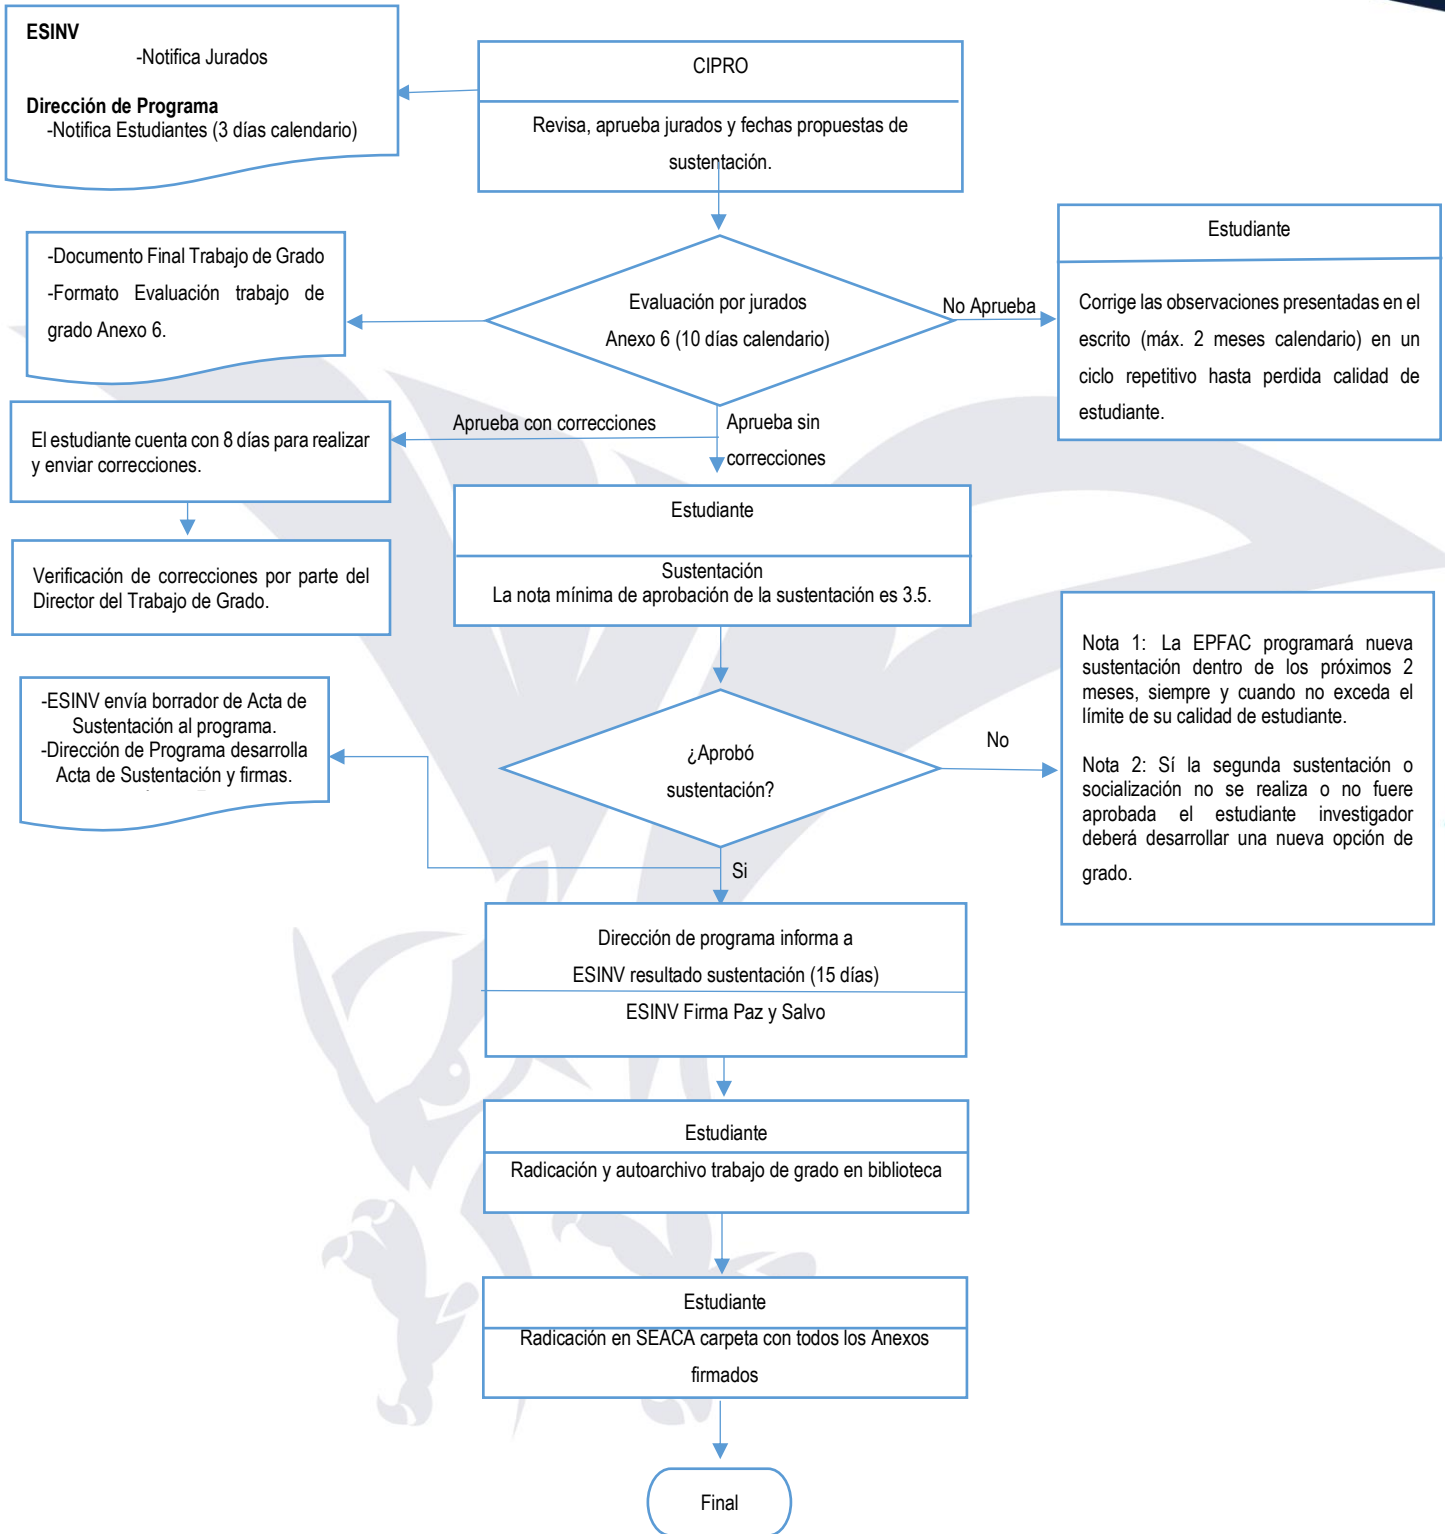 ESINV
-Notifica Jurados
Dirección de Programa
-Notifica Estudiantes (3 días calendario)
CIPRO
Revisa, aprueba jurados y fechas propuestas de
sustentación.
-Documento Final Trabajo de Grado
-Formato Evaluación trabajo de
grado Anexo 6.
Evaluación por jurados
Anexo 6 (10 días calendario)
No Aprueba
Estudiante
Corrige las observaciones presentadas en el
escrito (máx. 2 meses calendario) en un
ciclo repetitivo hasta perdida calidad de
estudiante.
Aprueba con correcciones
Aprueba sin
correcciones
El estudiante cuenta con 8 días para realizar
y enviar correcciones.
Verificación de correcciones por parte del
Director del Trabajo de Grado.
Estudiante
Sustentación
La nota mínima de aprobación de la sustentación es 3.5.
-ESINV envía borrador de Acta de
Sustentación al programa.
-Dirección de Programa desarrolla
Acta de Sustentación y firmas.
¿Aprobó
sustentación?
No
Nota 1: La EPFAC programará nueva
sustentación dentro de los próximos 2
meses, siempre y cuando no exceda el
límite de su calidad de estudiante.
Nota 2: Sí la segunda sustentación o
socialización no se realiza o no fuere
aprobada el estudiante investigador
deberá desarrollar una nueva opción de
grado.
Si
Dirección de programa informa a
ESINV resultado sustentación (15 días)
ESINV Firma Paz y Salvo
Estudiante
Radicación y autoarchivo trabajo de grado en biblioteca
Estudiante
Radicación en SEACA carpeta con todos los Anexos
firmados
Final